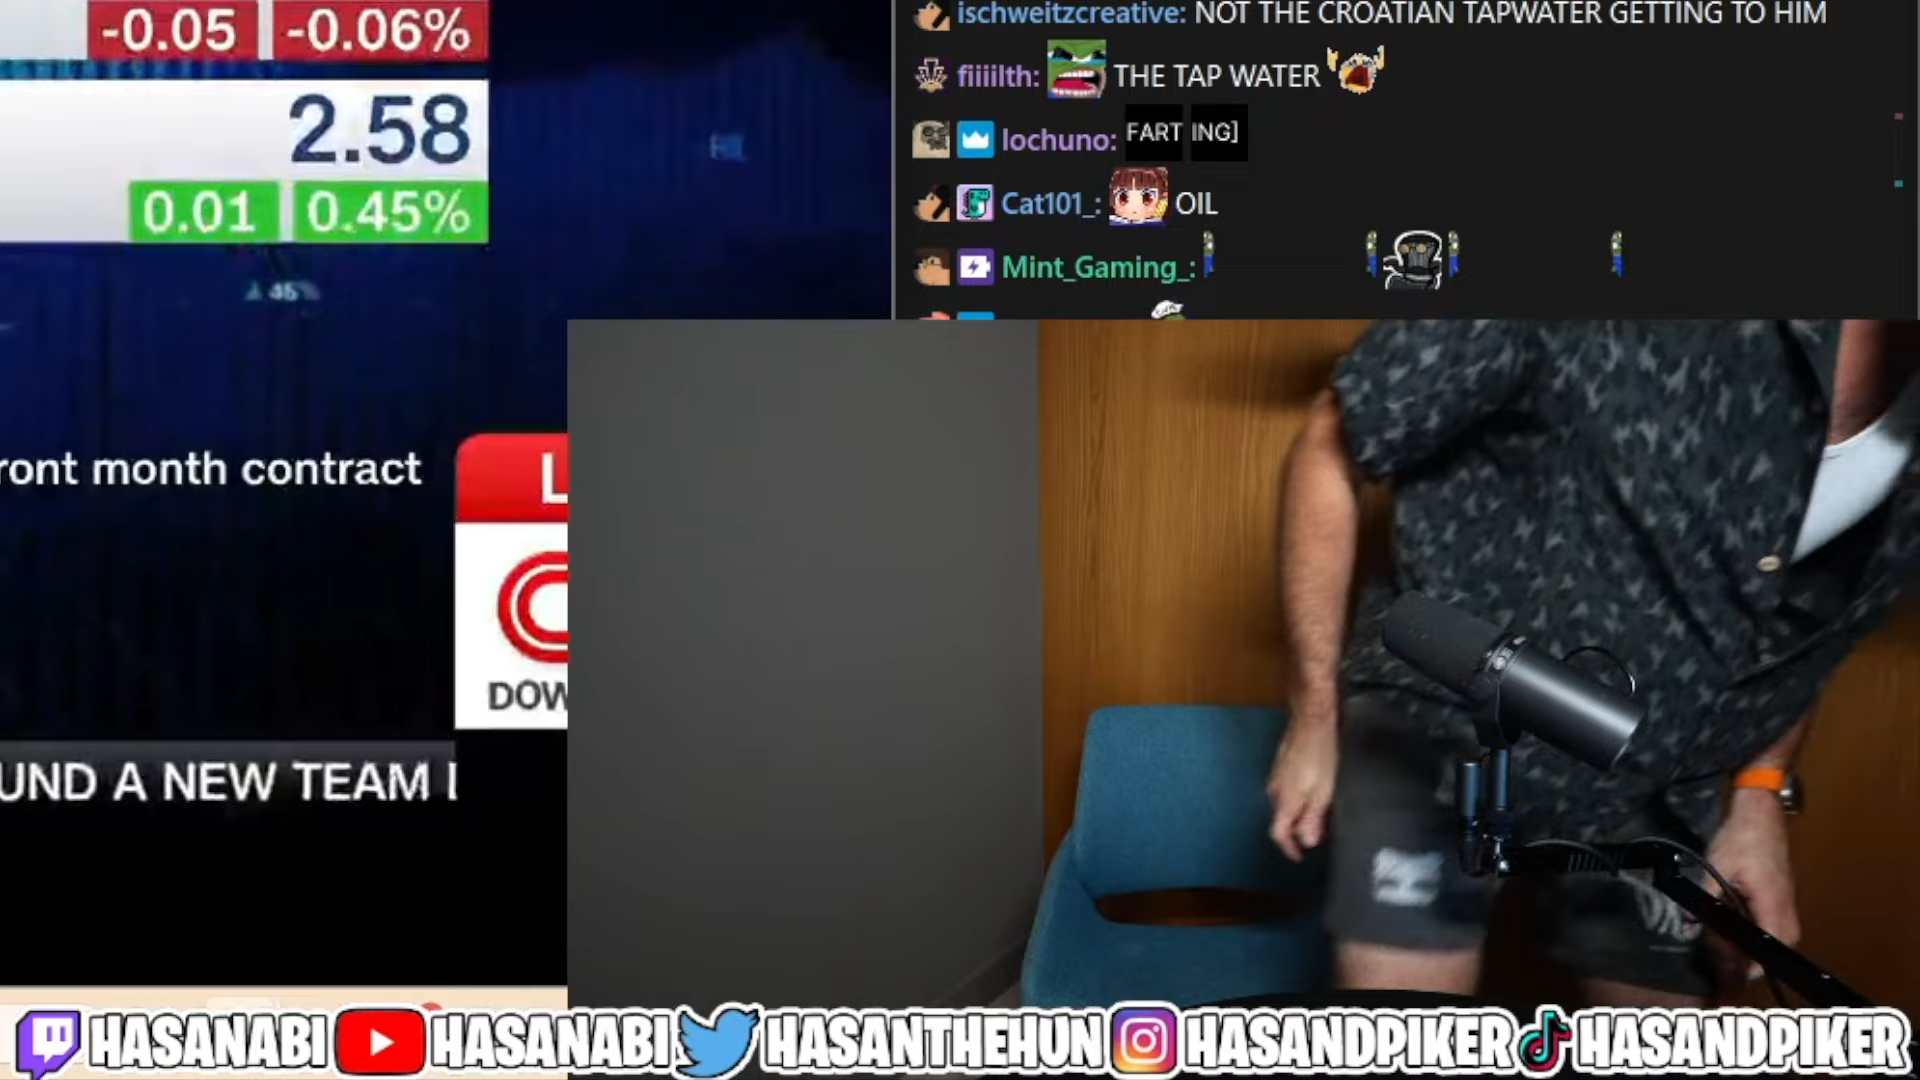 -0.05 -0.06%
2.58
0.01 0.45%
45%
ront month contract
L
DOW
UND A NEW TEAM
ischweitzcreative: NOT THE CROATIAN TAPWATER GETTING TO HIM
fiiiilth: THE TAP WATER
lochuno: FART ING]
Cat101_: OIL
Mint_Gaming_:
HASANABI HASANABI HASANTHEHUN HASANDPIKER HASANDPIKER